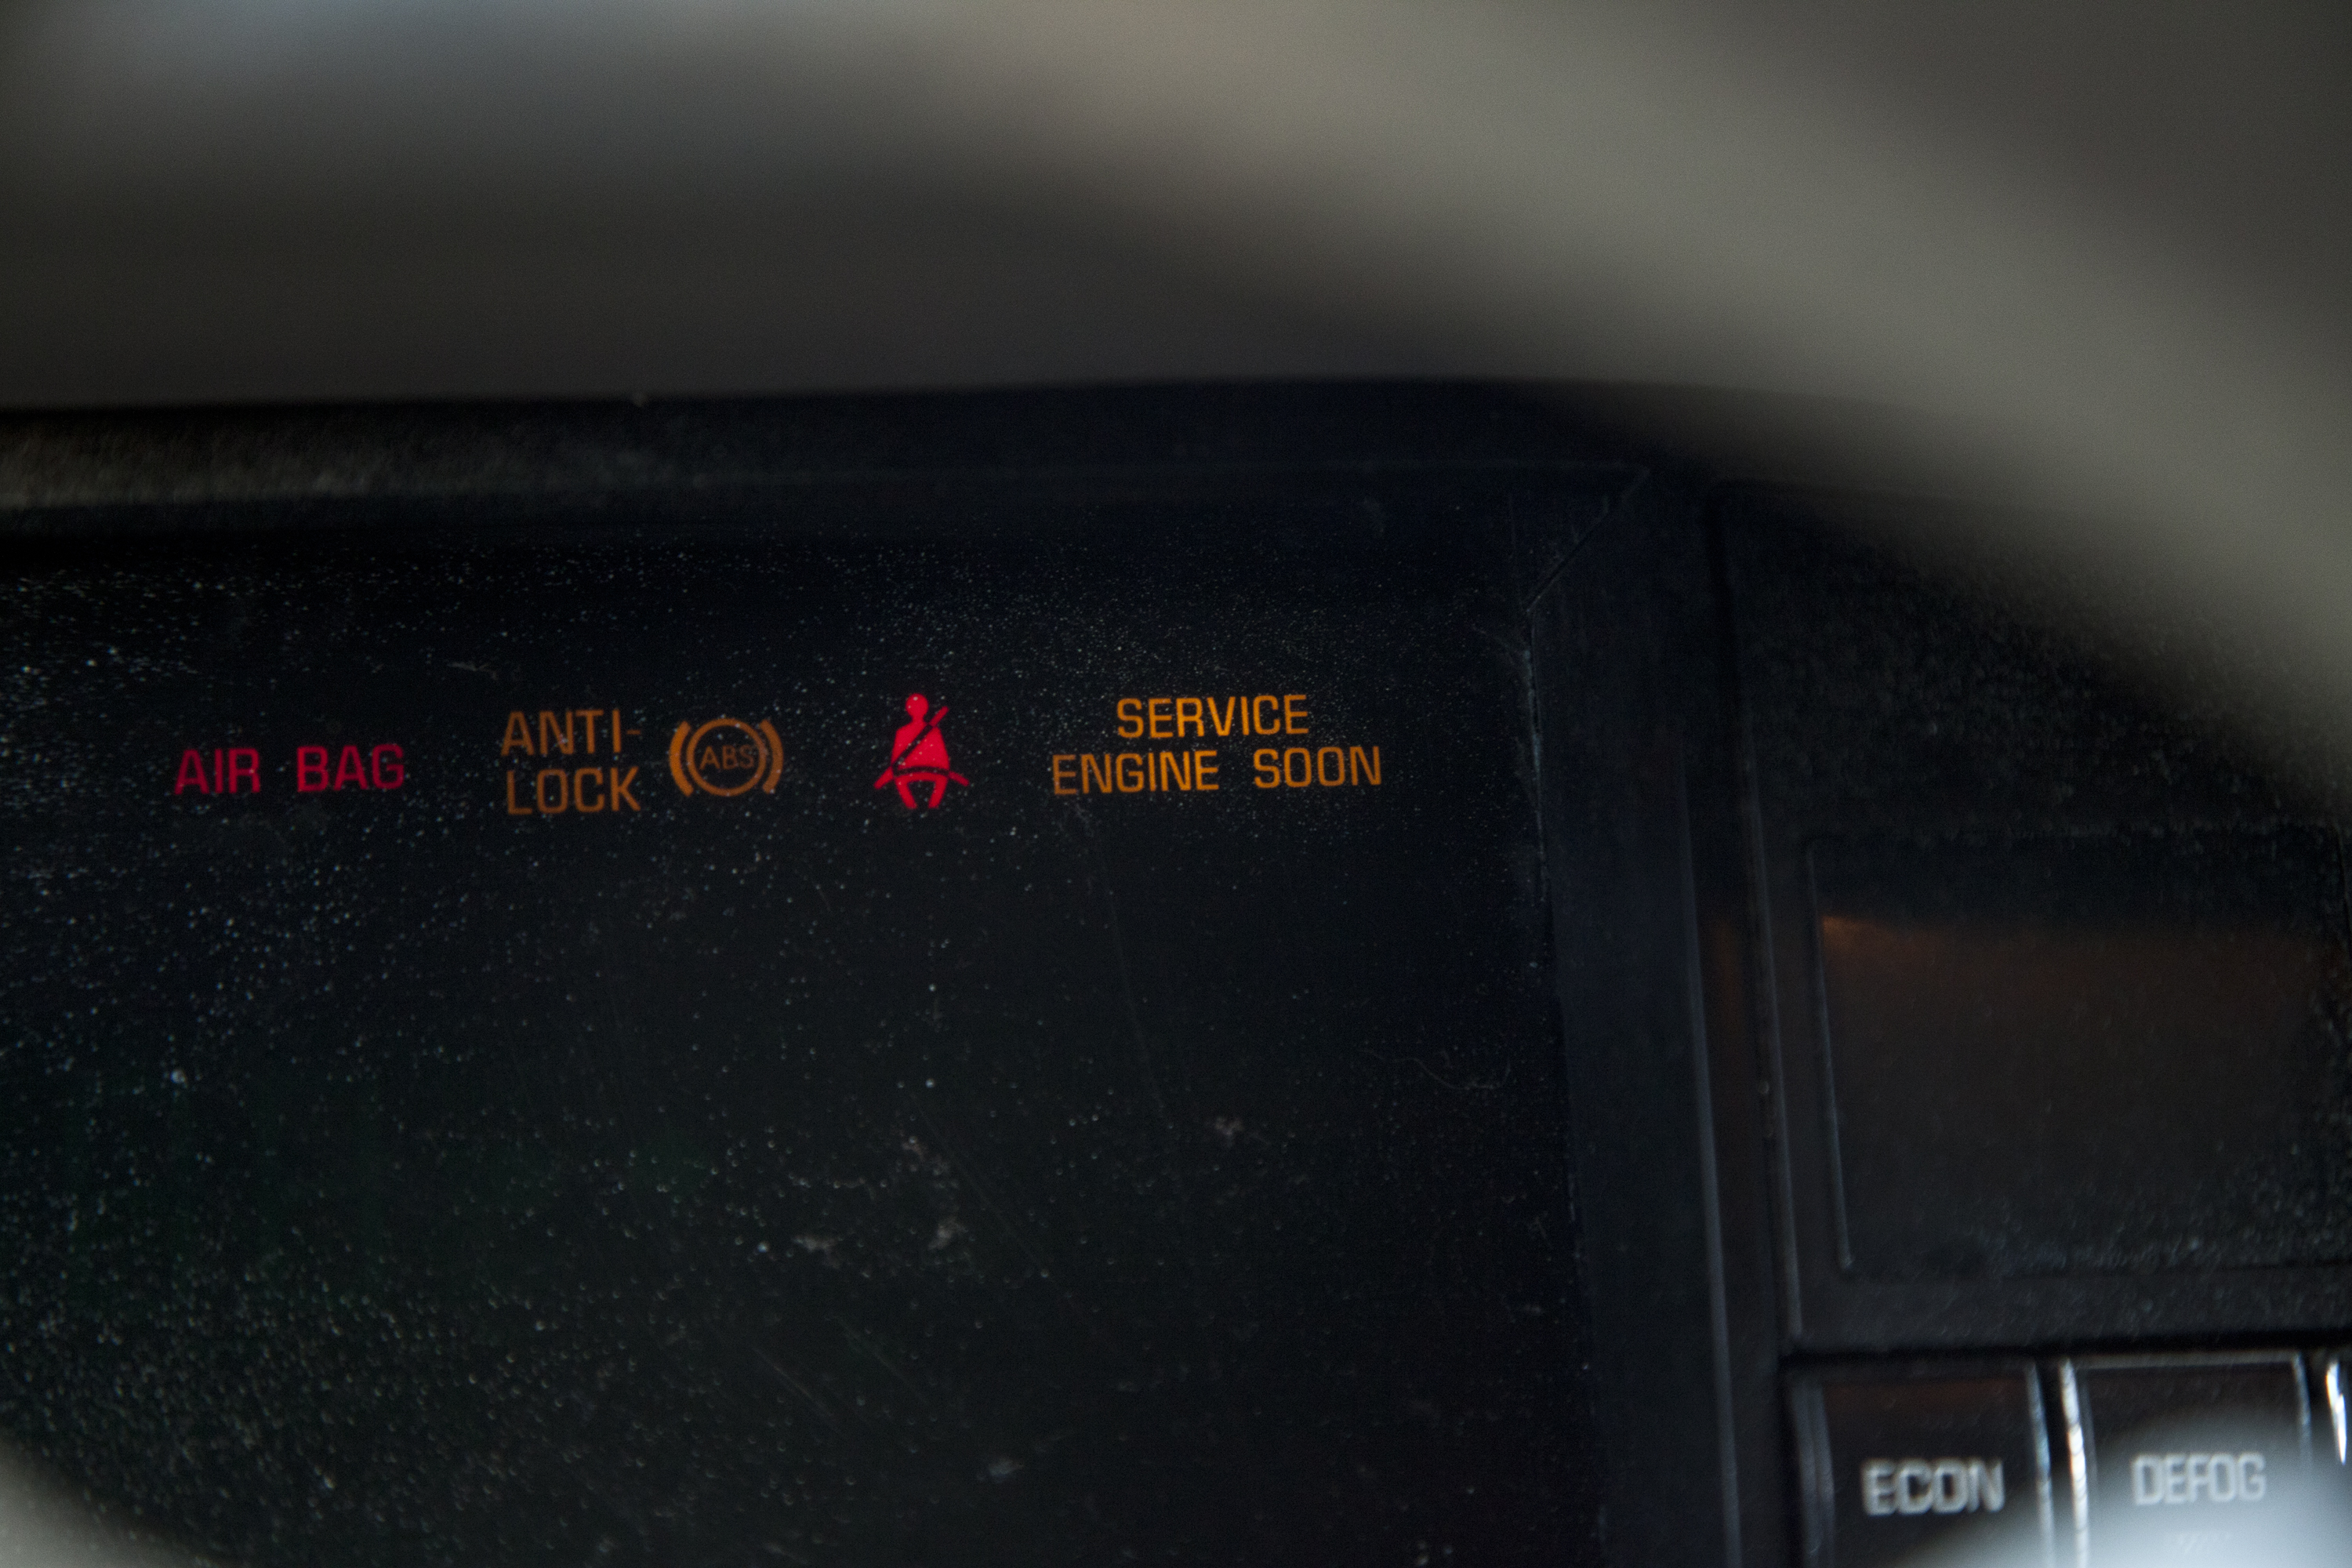 AIR BAG
ANTI-
LOCK
ABS
SERVICE
ENGINE SOON
ECON
DEFOG